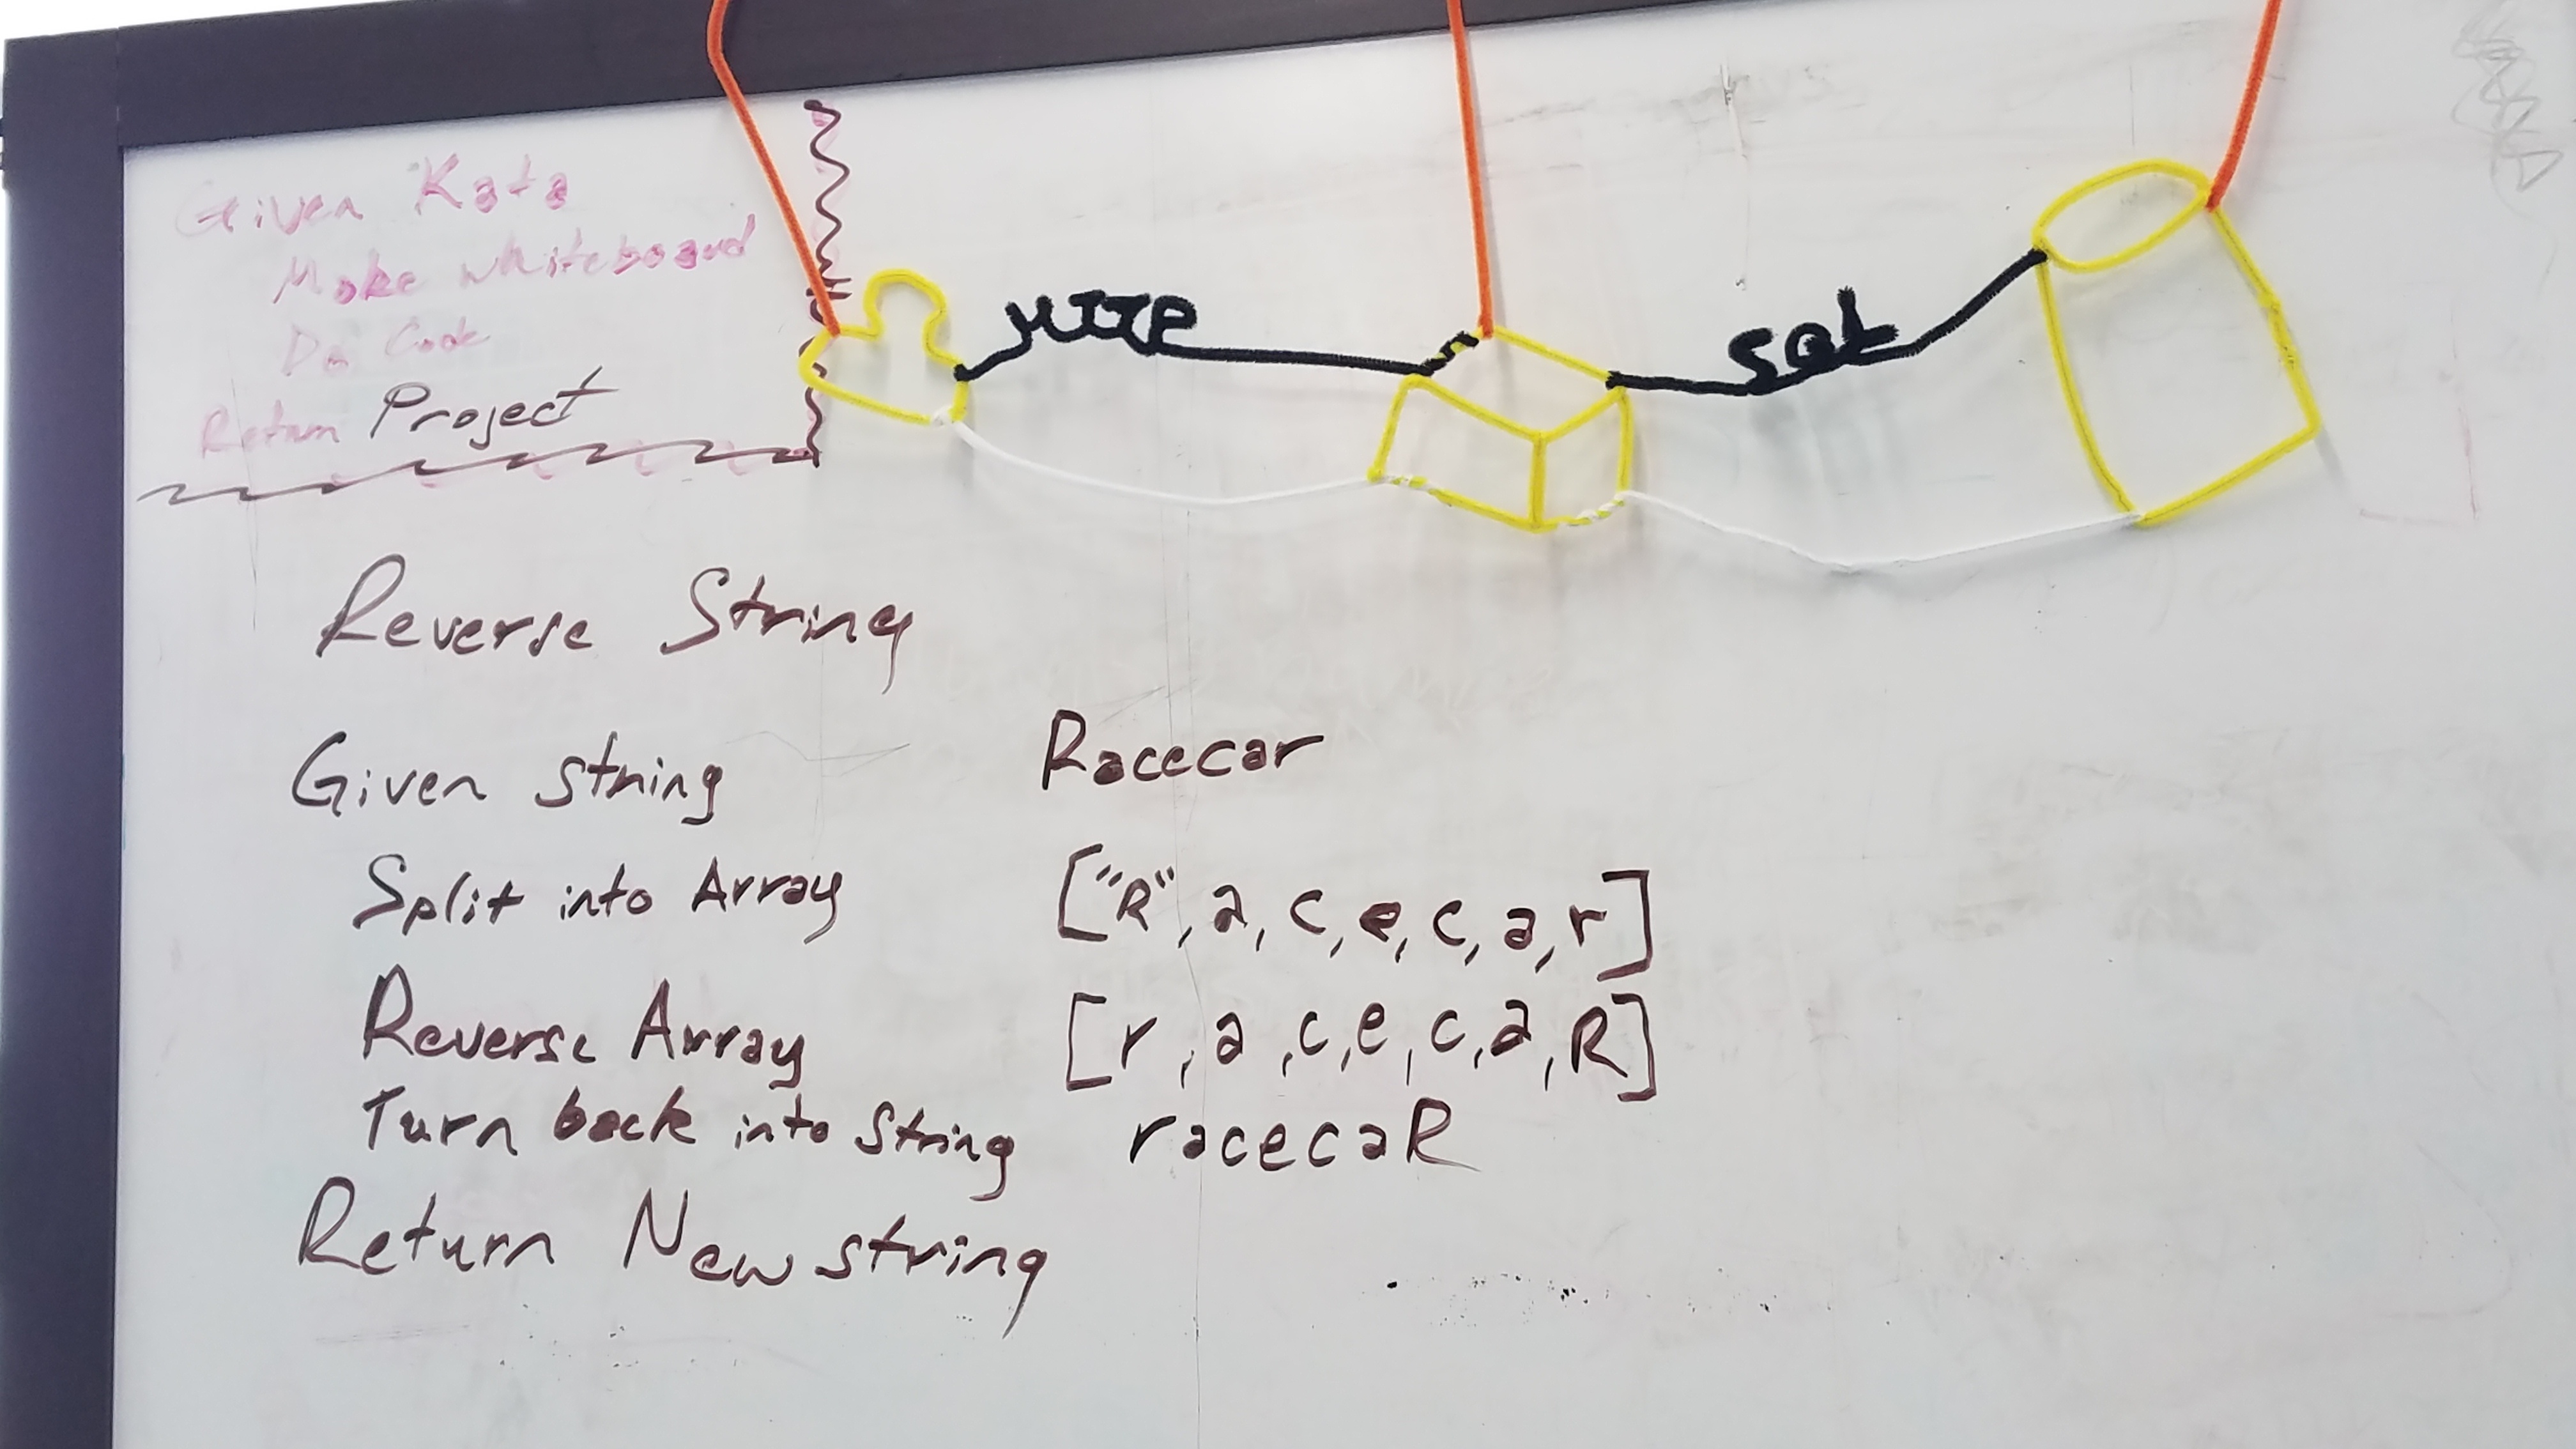 Given Kata
Make whiteboard
Do Code
Return Project
HTTP
SQL
Reverse String
Given string Racecar
Split into Array ["R", a, c, e, c, a, r]
Reverse Array [r, a, c, e, c, a, R]
Turn back into String racecaR
Return New string